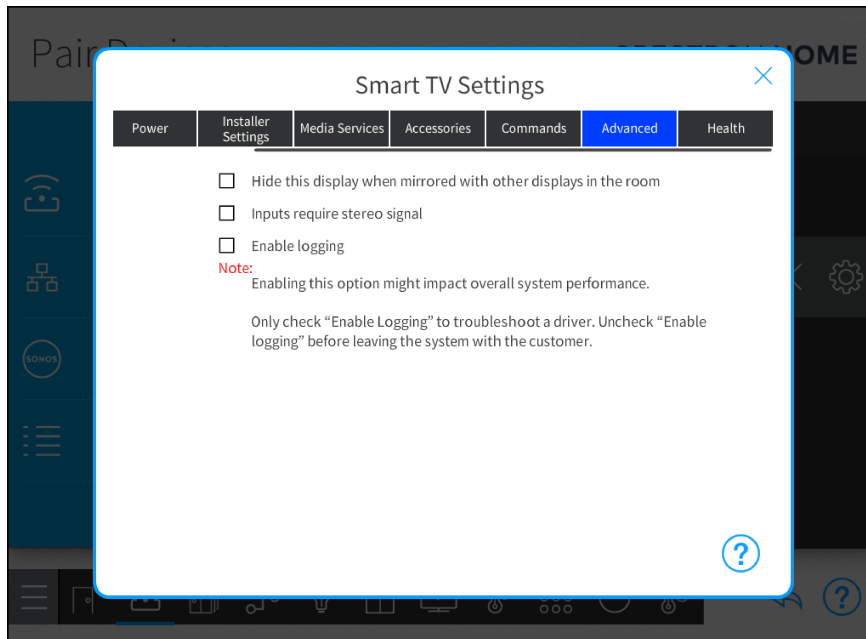 Pair
HOME
Smart TV Settings
Power
Installer
Settings
Media Services
Accessories
Commands
Advanced
Health
Hide this display when mirrored with other displays in the room
Inputs require stereo signal
Enable logging
Note:
Enabling this option might impact overall system performance.
Only check “Enable Logging” to troubleshoot a driver. Uncheck “Enable
logging” before leaving the system with the customer.
SONOS
?
?